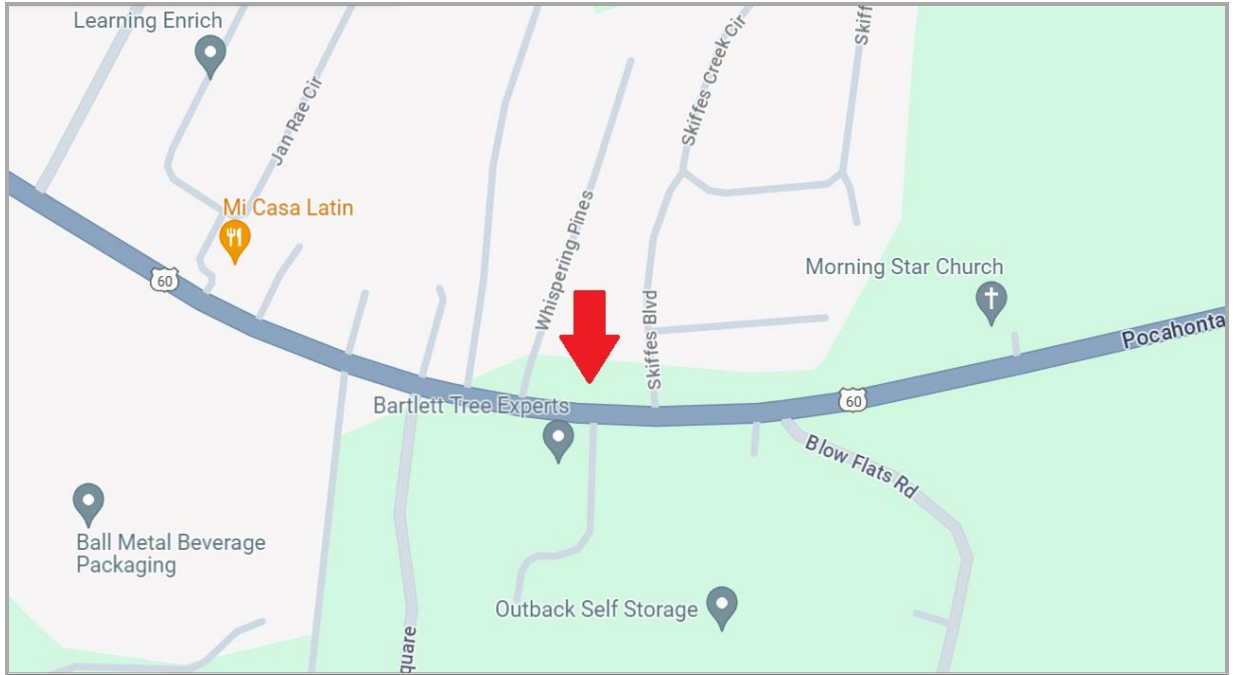 Learning Enrich
Skiffes Creek Cir
Skiff
Jan Rae Cir
Mi Casa Latin
Whispering Pines
60
Morning Star Church
Skiffes Blvd
Pocahonta
Bartlett Tree Experts
60
Blow Flats Rd
Ball Metal Beverage
Packaging
Outback Self Storage
quare